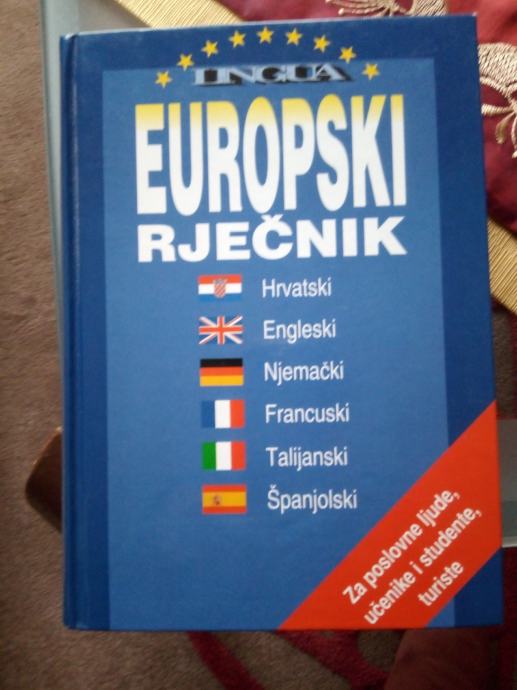 LINGUA
EUROPSKI
RJEČNIK
Hrvatski
Engleski
Njemački
Francuski
Talijanski
Španjolski
Za poslovne ljude,
učenike i studente,
turiste